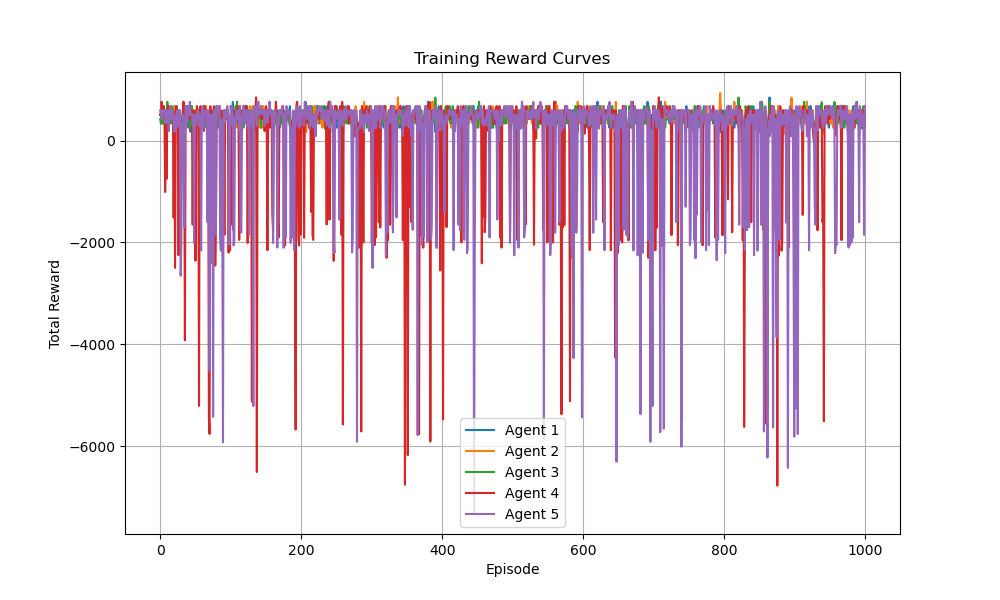 Training Reward Curves
Total Reward
0
−2000
−4000
−6000
Agent 1
Agent 2
Agent 3
Agent 4
Agent 5
0 200 400 600 800 1000
Episode